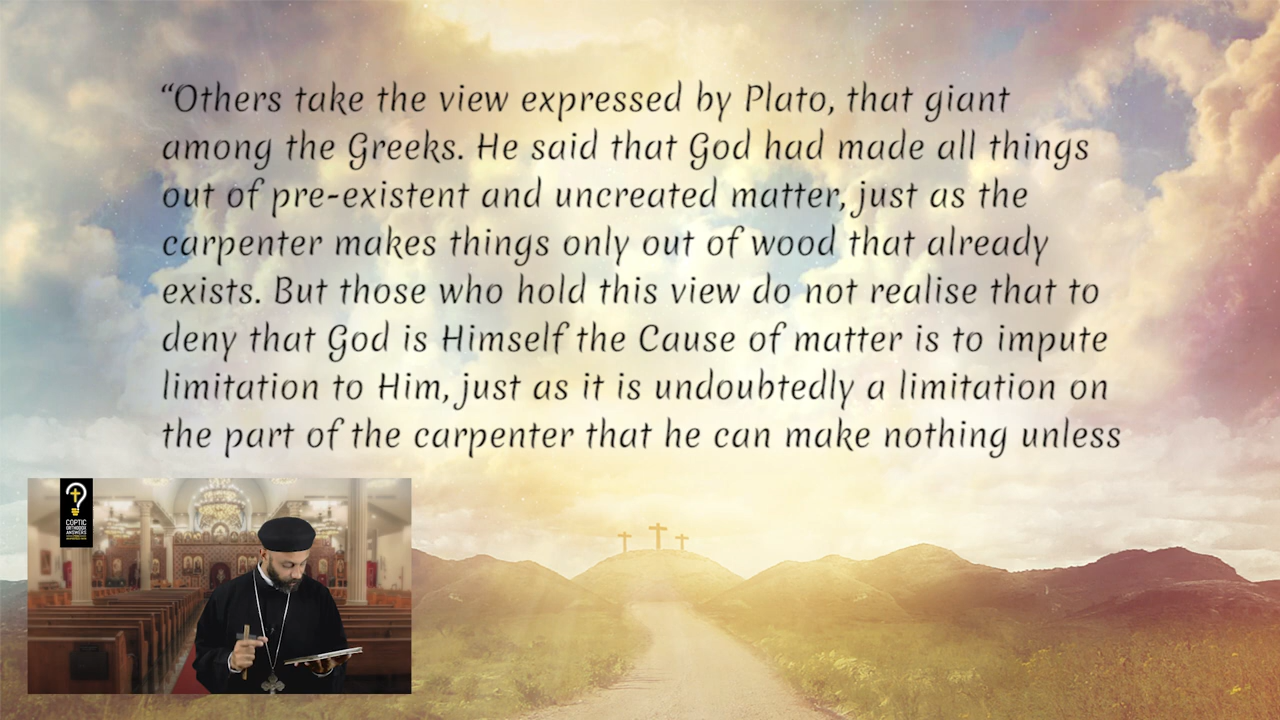 “Others take the view expressed by Plato, that giant
among the Greeks. He said that God had made all things
out of pre-existent and uncreated matter, just as the
carpenter makes things only out of wood that already
exists. But those who hold this view do not realise that to
deny that God is Himself the Cause of matter is to impute
limitation to Him, just as it is undoubtedly a limitation on
the part of the carpenter that he can make nothing unless
COPTIC
ORTHODOX
ANSWERS